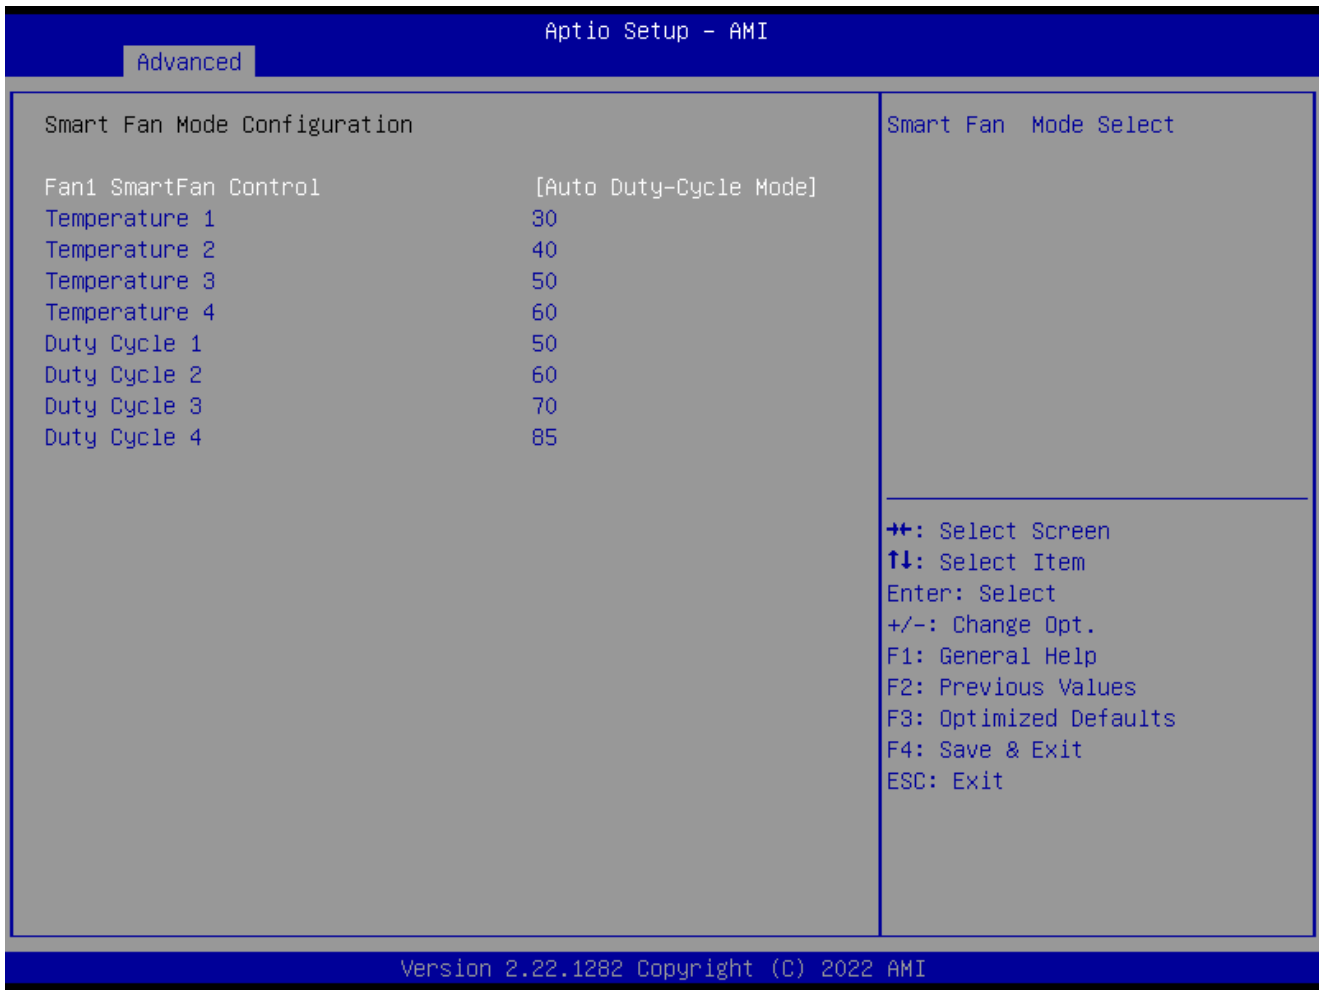 Aptio Setup – AMI
Advanced
Smart Fan Mode Configuration
Fan1 SmartFan Control [Auto Duty-Cycle Mode]
Temperature 1 30
Temperature 2 40
Temperature 3 50
Temperature 4 60
Duty Cycle 1 50
Duty Cycle 2 60
Duty Cycle 3 70
Duty Cycle 4 85
Smart Fan  Mode Select
→←: Select Screen
↑↓: Select Item
Enter: Select
+/-: Change Opt.
F1: General Help
F2: Previous Values
F3: Optimized Defaults
F4: Save & Exit
ESC: Exit
Version 2.22.1282 Copyright (C) 2022 AMI